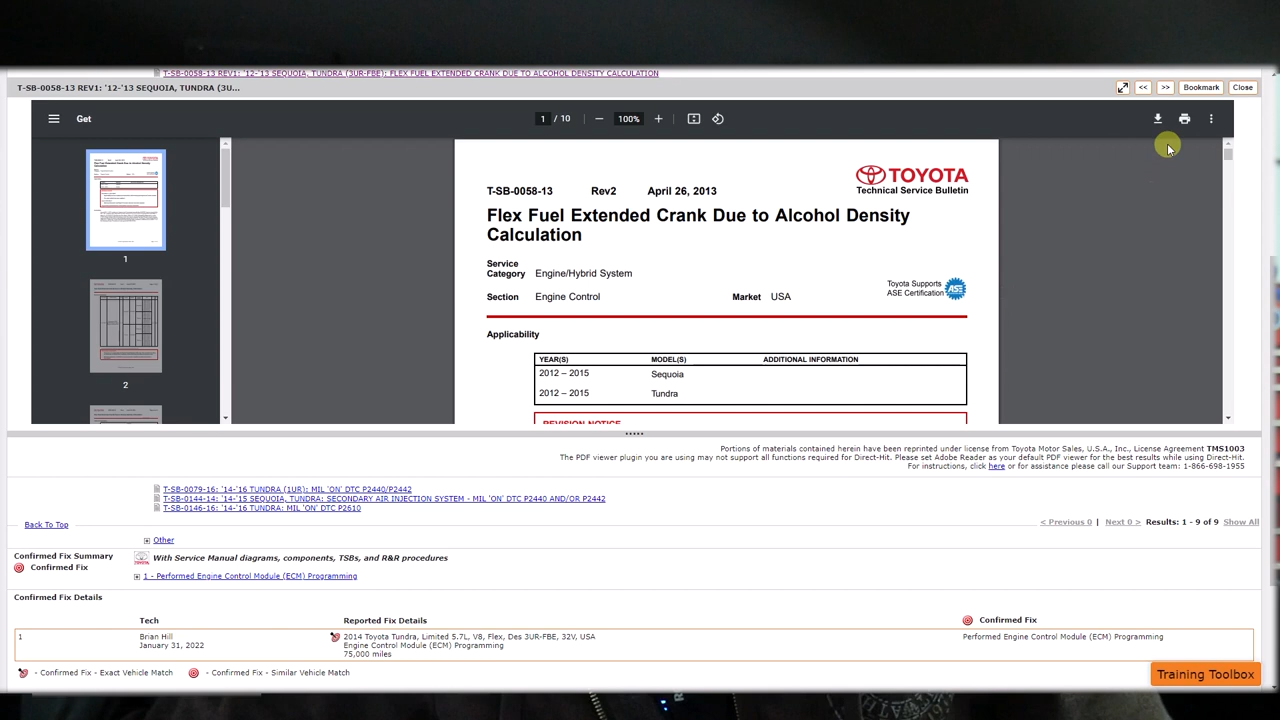 T-SB-0058-13 REV1: '12-'13 SEQUOIA, TUNDRA (3UR-FBE): FLEX FUEL EXTENDED CRANK DUE TO ALCOHOL DENSITY CALCULATION
T-SB-0058-13 REV1: '12-'13 SEQUOIA, TUNDRA (3U...
<< >> Bookmark Close
Get
1 / 10
100%
TOYOTA
Technical Service Bulletin
T-SB-0058-13 Rev2 April 26, 2013
Flex Fuel Extended Crank Due to Alcohol Density
Calculation
Service
Category Engine/Hybrid System
Toyota Supports
ASE Certification
ASE
Section Engine Control Market USA
Applicability
YEAR(S) MODEL(S) ADDITIONAL INFORMATION
2012 – 2015 Sequoia
2012 – 2015 Tundra
REVISION NOTICE
1
2
Portions of materials contained herein have been reprinted under license from Toyota Motor Sales, U.S.A., Inc., License Agreement TMS1003
The PDF viewer plugin you are using may not support all functions required for Direct-Hit. Please set Adobe Reader as your default PDF viewer for the best results while using Direct-Hit.
For instructions, click here or for assistance please call our Support team: 1-866-698-1955
T-SB-0079-16: '14-'16 TUNDRA (1UR): MIL 'ON' DTC P2440/P2442
T-SB-0144-14: '14-'15 SEQUOIA, TUNDRA: SECONDARY AIR INJECTION SYSTEM - MIL 'ON' DTC P2440 AND/OR P2442
T-SB-0146-16: '14-16 TUNDRA: MIL 'ON' DTC P2610
Back To Top
< Previous 0 | Next 0 > Results: 1 - 9 of 9 Show All
Other
Confirmed Fix Summary
Confirmed Fix
With Service Manual diagrams, components, TSBs, and R&R procedures
1 - Performed Engine Control Module (ECM) Programming
Confirmed Fix Details
Tech Reported Fix Details Confirmed Fix
1 Brian Hill 2014 Toyota Tundra, Limited 5.7L, V8, Flex, Des 3UR-FBE, 32V, USA Performed Engine Control Module (ECM) Programming
January 31, 2022 Engine Control Module (ECM) Programming
75,000 miles
- Confirmed Fix - Exact Vehicle Match - Confirmed Fix - Similar Vehicle Match
Training Toolbox